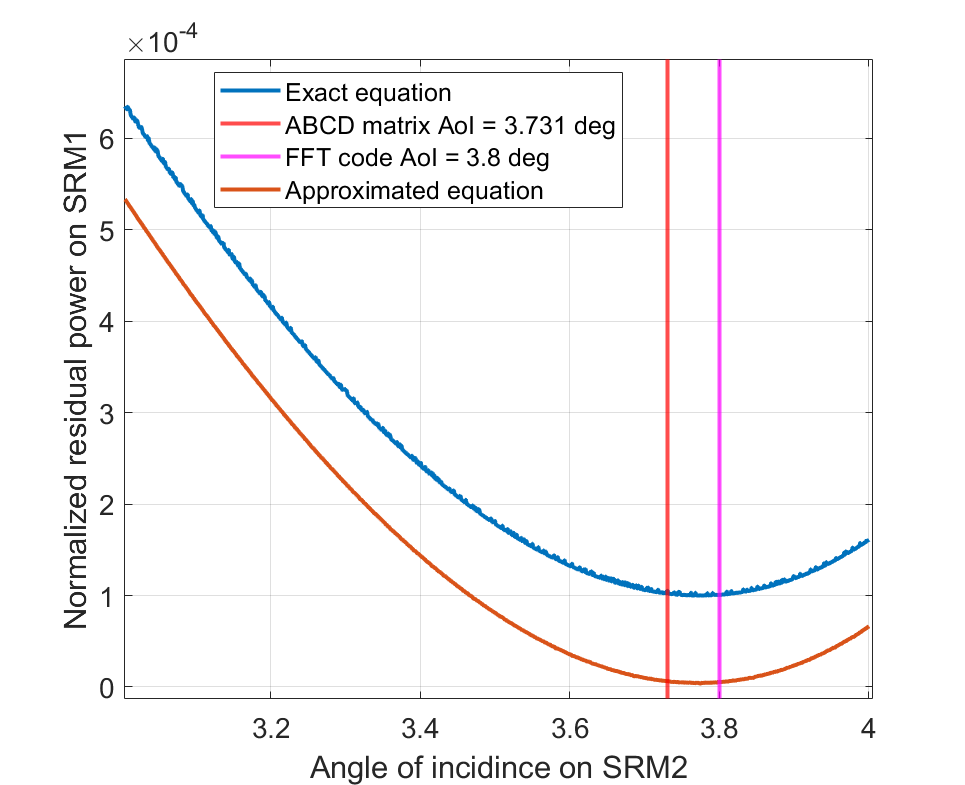 ×10⁻⁴
Exact equation
ABCD matrix AoI = 3.731 deg
FFT code AoI = 3.8 deg
Approximated equation
Normalized residual power on SRM1
6
5
4
3
2
1
0
3.2 3.4 3.6 3.8 4
Angle of incidince on SRM2